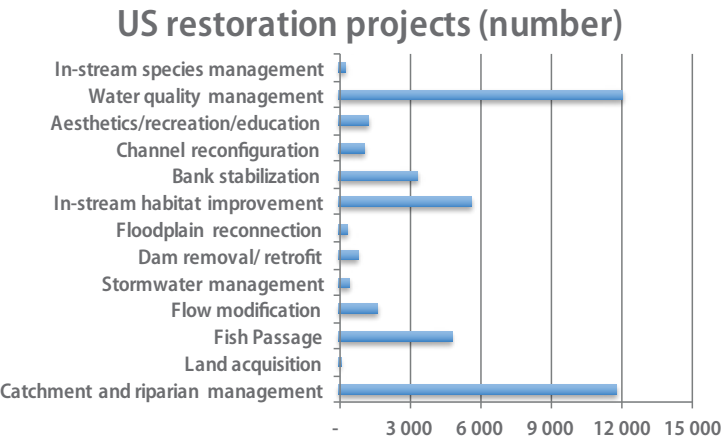 US restoration projects (number)
In-stream species management
Water quality management
Aesthetics/recreation/education
Channel reconfiguration
Bank stabilization
In-stream habitat improvement
Floodplain reconnection
Dam removal/ retrofit
Stormwater management
Flow modification
Fish Passage
Land acquisition
Catchment and riparian management
- 3 000 6 000 9 000 12 000 15 000